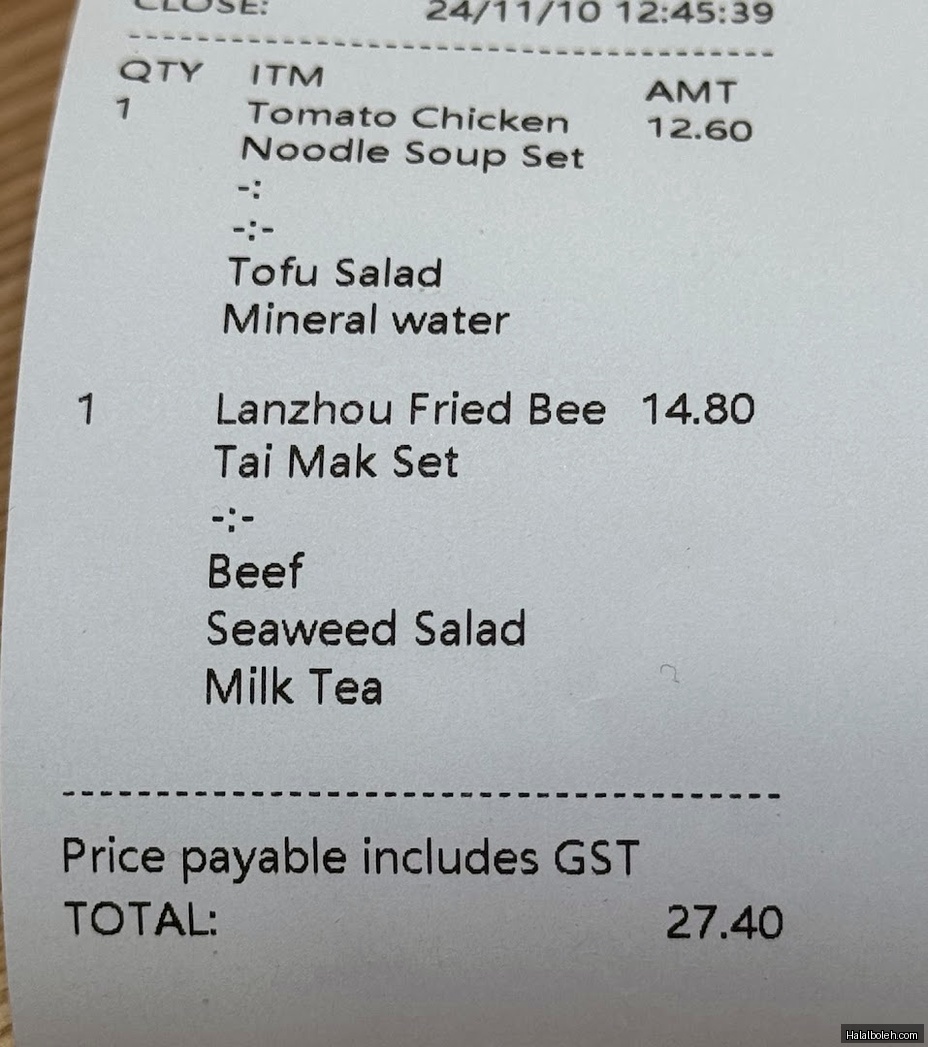 CLOSE: 24/11/10 12:45:39
QTY ITM AMT
1 Tomato Chicken 12.60
Noodle Soup Set
-:
-:-
Tofu Salad
Mineral water
1 Lanzhou Fried Bee 14.80
Tai Mak Set
-:-
Beef
Seaweed Salad
Milk Tea
Price payable includes GST
TOTAL: 27.40
Halalboleh.com